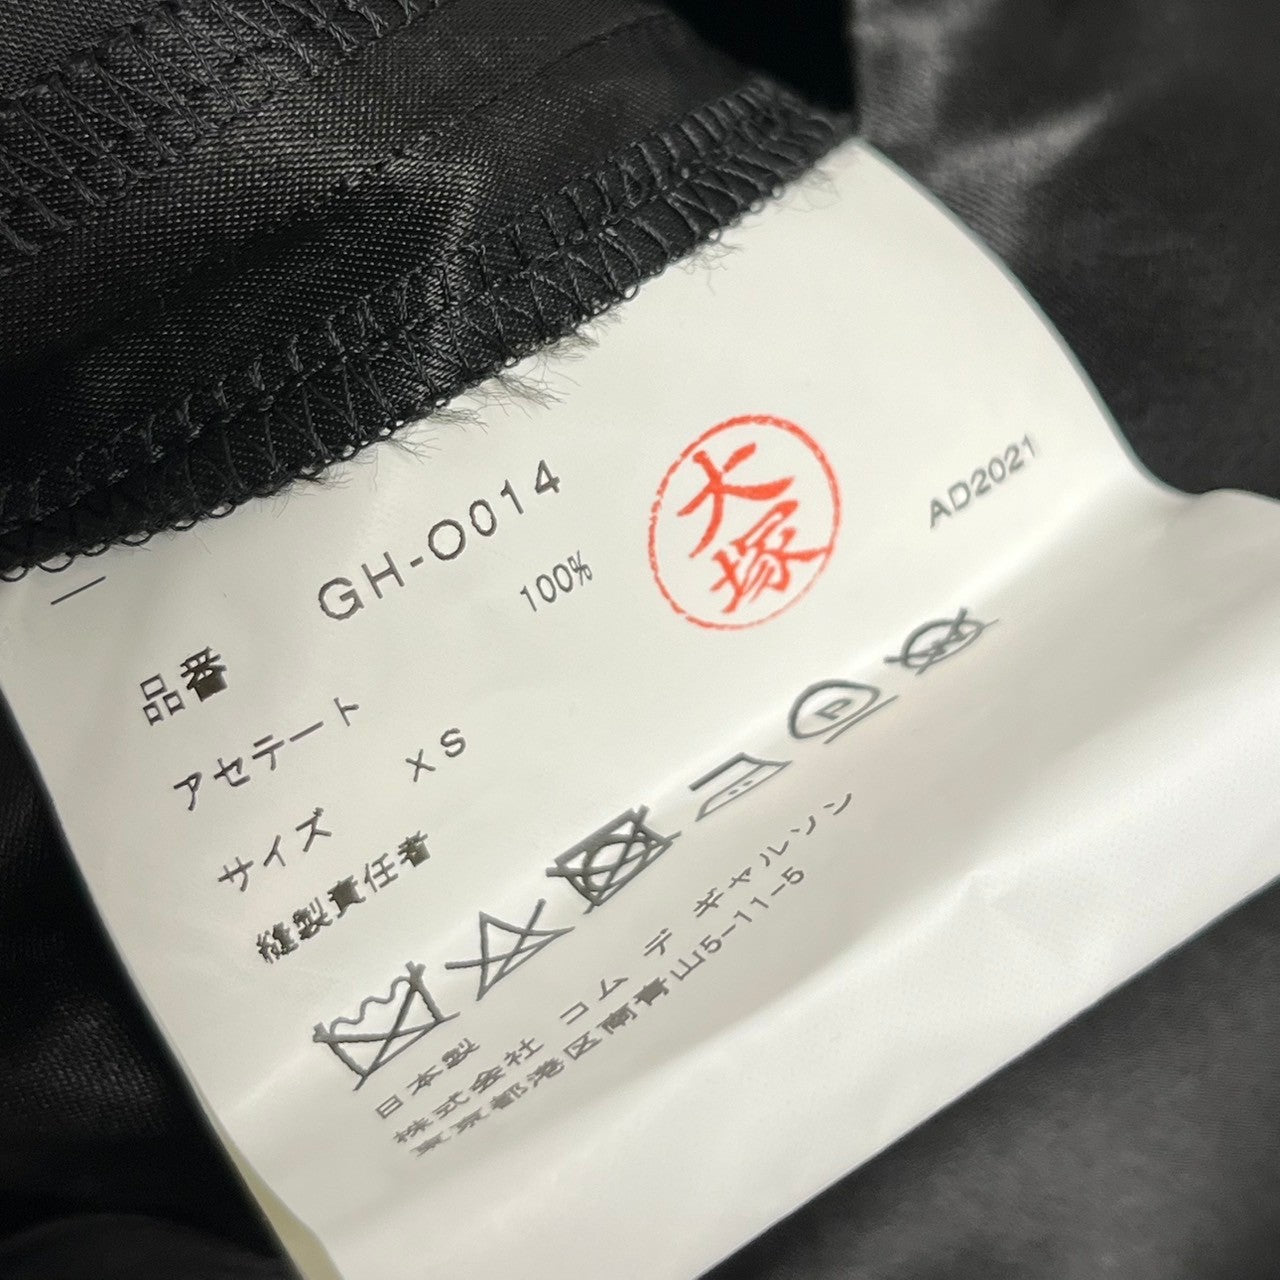 品番 GH-O014
アセテート 100%
サイズ XS
縫製責任者 大塚
AD2021
P
日本製
株式会社 コム デ ギャルソン
東京都港区南青山5-11-5